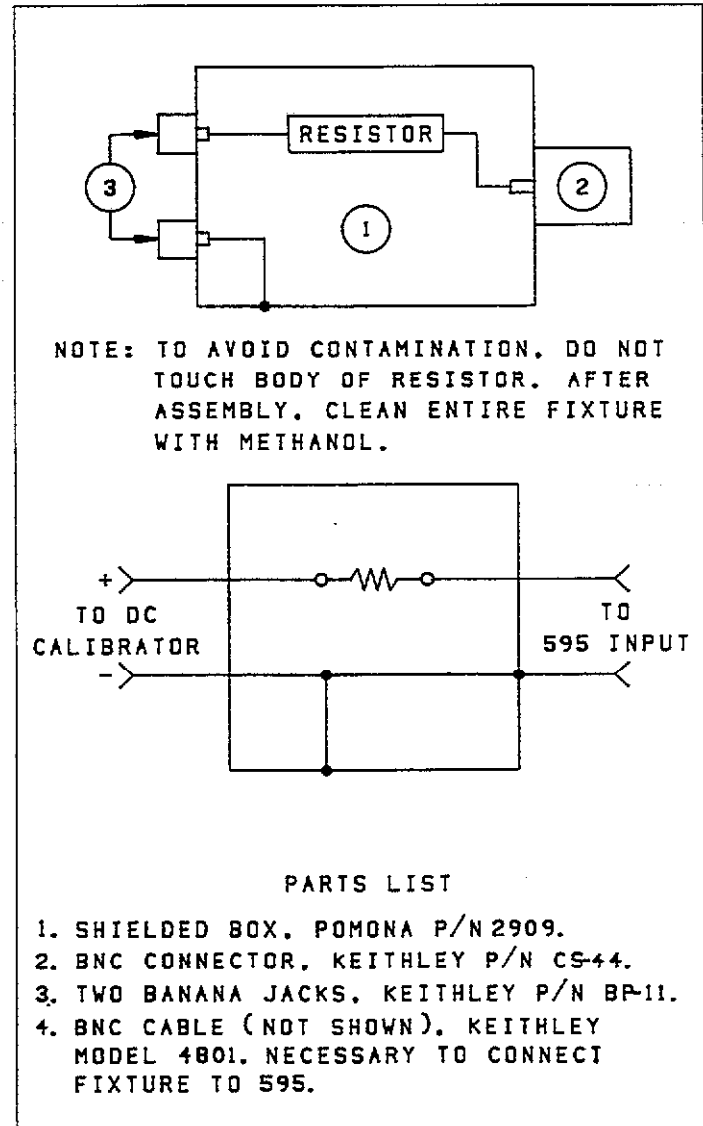 RESISTOR
3
2
1
NOTE: TO AVOID CONTAMINATION, DO NOT
TOUCH BODY OF RESISTOR. AFTER
ASSEMBLY, CLEAN ENTIRE FIXTURE
WITH METHANOL.
+
TO DC
CALIBRATOR
-
TO
595 INPUT
PARTS LIST
1. SHIELDED BOX, POMONA P/N 2909.
2. BNC CONNECTOR, KEITHLEY P/N CS-44.
3. TWO BANANA JACKS, KEITHLEY P/N BP-11.
4. BNC CABLE (NOT SHOWN), KEITHLEY
MODEL 4801. NECESSARY TO CONNECT
FIXTURE TO 595.